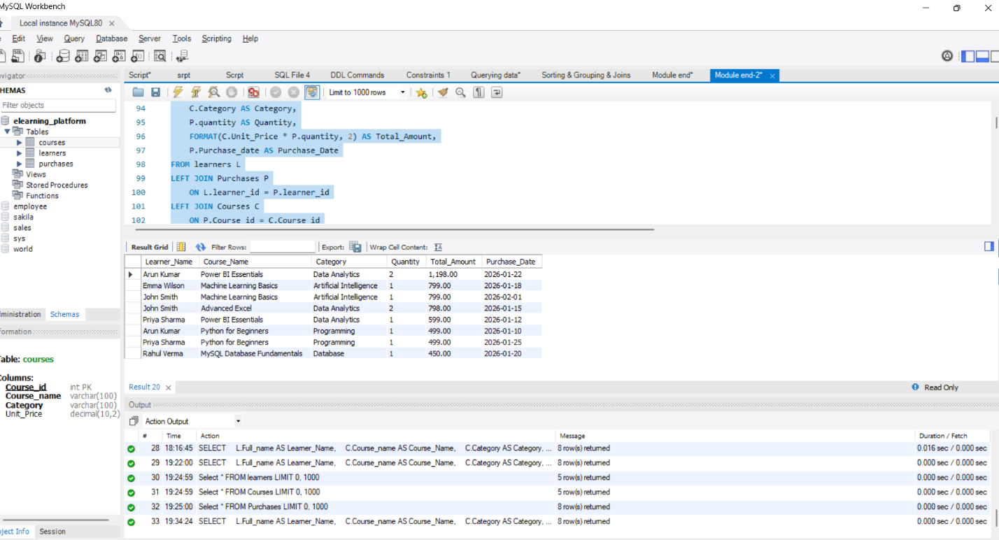 MySQL Workbench
Local instance MySQL80
Edit View Query Database Server Tools Scripting Help
Script* srpt Scrpt SQL File 4 DDL Commands Constraints 1 Querying data* Sorting & Grouping & Joins Module end* Module end-2*
Limit to 1000 rows
Filter objects
elearning_platform
Tables
courses
learners
purchases
Views
Stored Procedures
Functions
employee
sakila
sales
sys
world
Schemas
Table: courses
Columns:
Course_id int PK
Course_name varchar(100)
Category varchar(100)
Unit_Price decimal(10,2)
Session
94 C.Category AS Category,
95 P.quantity AS Quantity,
96 FORMAT(C.Unit_Price * P.quantity, 2) AS Total_Amount,
97 P.Purchase_date AS Purchase_Date
98 FROM learners L
99 LEFT JOIN Purchases P
100 ON L.learner_id = P.learner_id
101 LEFT JOIN Courses C
102 ON P.Course_id = C.Course_id
Result Grid Filter Rows: Export: Wrap Cell Content:
Learner_Name Course_Name Category Quantity Total_Amount Purchase_Date
Arun Kumar Power BI Essentials Data Analytics 2 1,198.00 2026-01-22
Emma Wilson Machine Learning Basics Artificial Intelligence 1 799.00 2026-01-18
John Smith Machine Learning Basics Artificial Intelligence 1 799.00 2026-02-01
John Smith Advanced Excel Data Analytics 2 798.00 2026-01-15
Priya Sharma Power BI Essentials Data Analytics 1 599.00 2026-01-12
Arun Kumar Python for Beginners Programming 1 499.00 2026-01-10
Priya Sharma Python for Beginners Programming 1 499.00 2026-01-25
Rahul Verma MySQL Database Fundamentals Database 1 450.00 2026-01-20
Result 20 Read Only
Output
Action Output
# Time Action Message Duration / Fetch
28 18:16:45 SELECT L.Full_name AS Learner_Name, C.Course_name AS Course_Name, C.Category AS Category, ... 8 row(s) returned 0.016 sec / 0.000 sec
29 19:22:00 SELECT L.Full_name AS Learner_Name, C.Course_name AS Course_Name, C.Category AS Category, ... 8 row(s) returned 0.000 sec / 0.000 sec
30 19:24:59 Select * FROM learners LIMIT 0, 1000 5 row(s) returned 0.000 sec / 0.000 sec
31 19:24:59 Select * FROM Courses LIMIT 0, 1000 5 row(s) returned 0.000 sec / 0.000 sec
32 19:25:00 Select * FROM Purchases LIMIT 0, 1000 8 row(s) returned 0.000 sec / 0.000 sec
33 19:34:24 SELECT L.Full_name AS Learner_Name, C.Course_name AS Course_Name, C.Category AS Category, ... 8 row(s) returned 0.000 sec / 0.000 sec